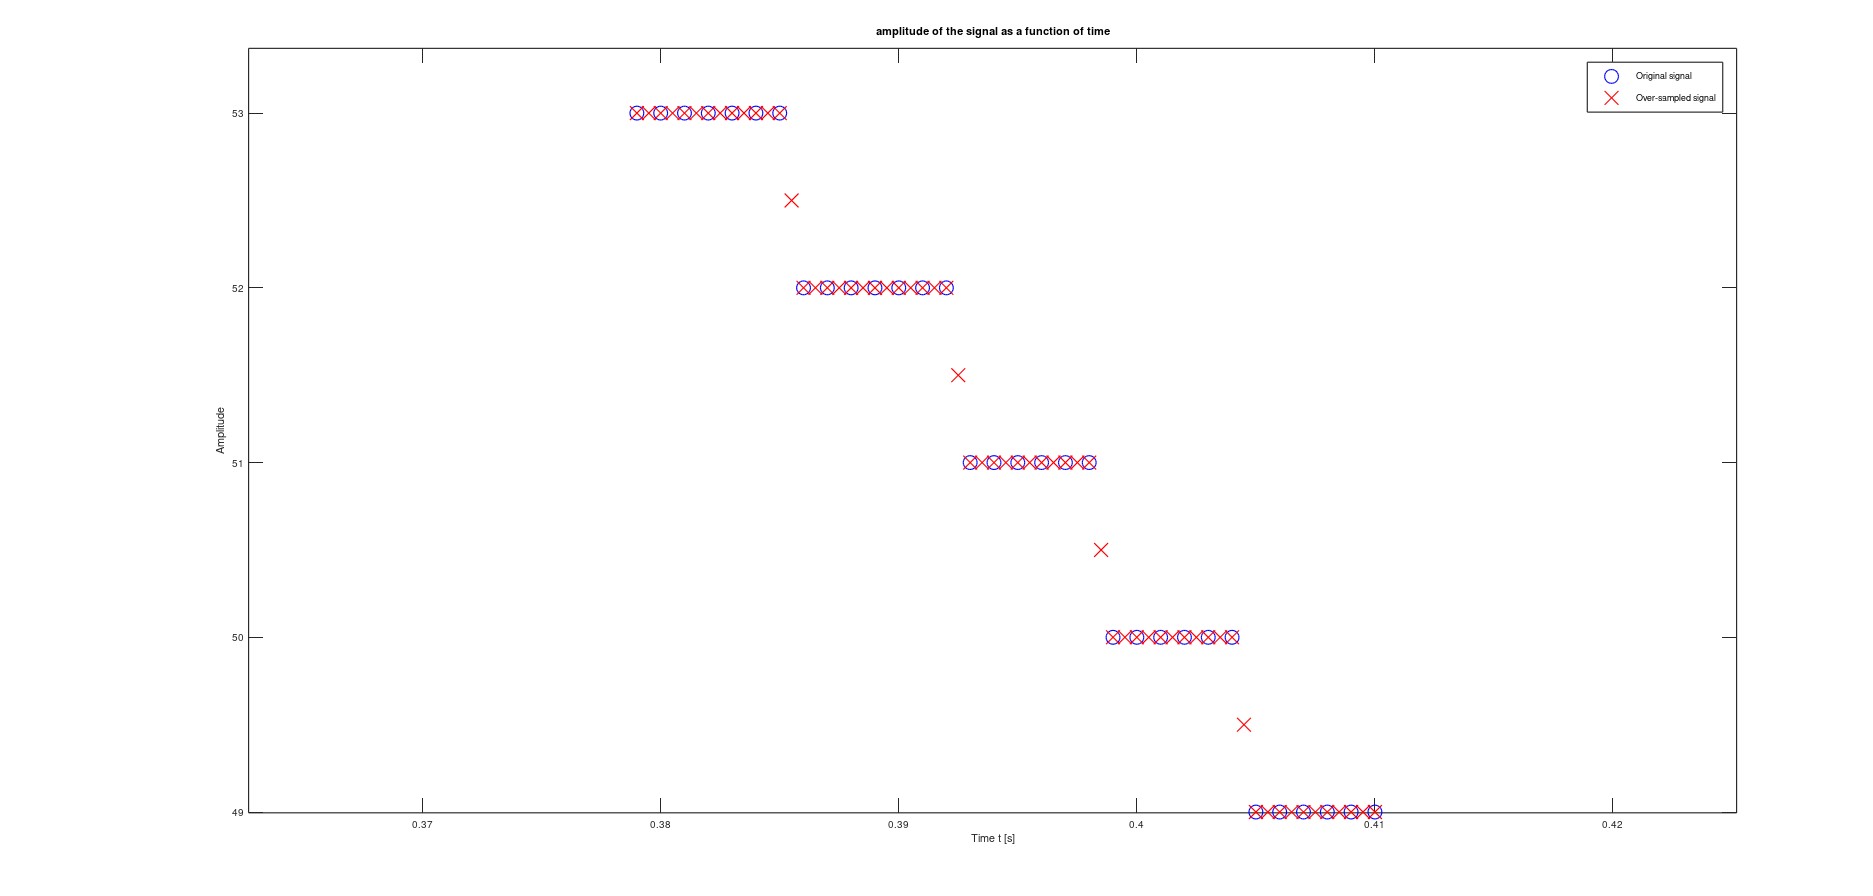 amplitude of the signal as a function of time
Original signal
Over-sampled signal
53
52
51
50
49
Amplitude
0.37
0.38
0.39
0.4
0.41
0.42
Time t [s]